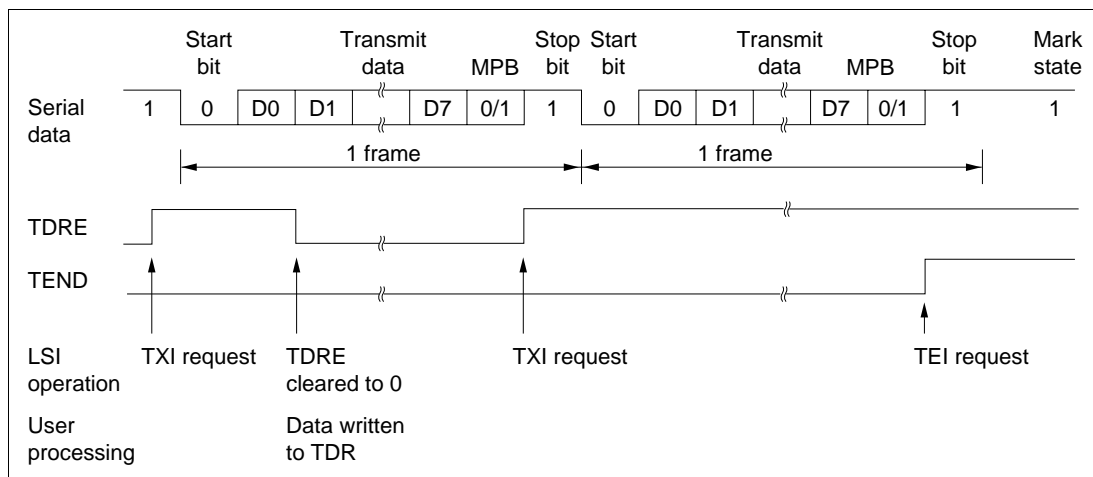 Start Transmit Stop Start Transmit Stop Mark
bit data MPB bit bit data MPB bit state
Serial
data
1 0 D0 D1 D7 0/1 1 0 D0 D1 D7 0/1 1 1
1 frame 1 frame
TDRE
TEND
LSI
operation
TXI request TDRE
cleared to 0
TXI request TEI request
User
processing
Data written
to TDR